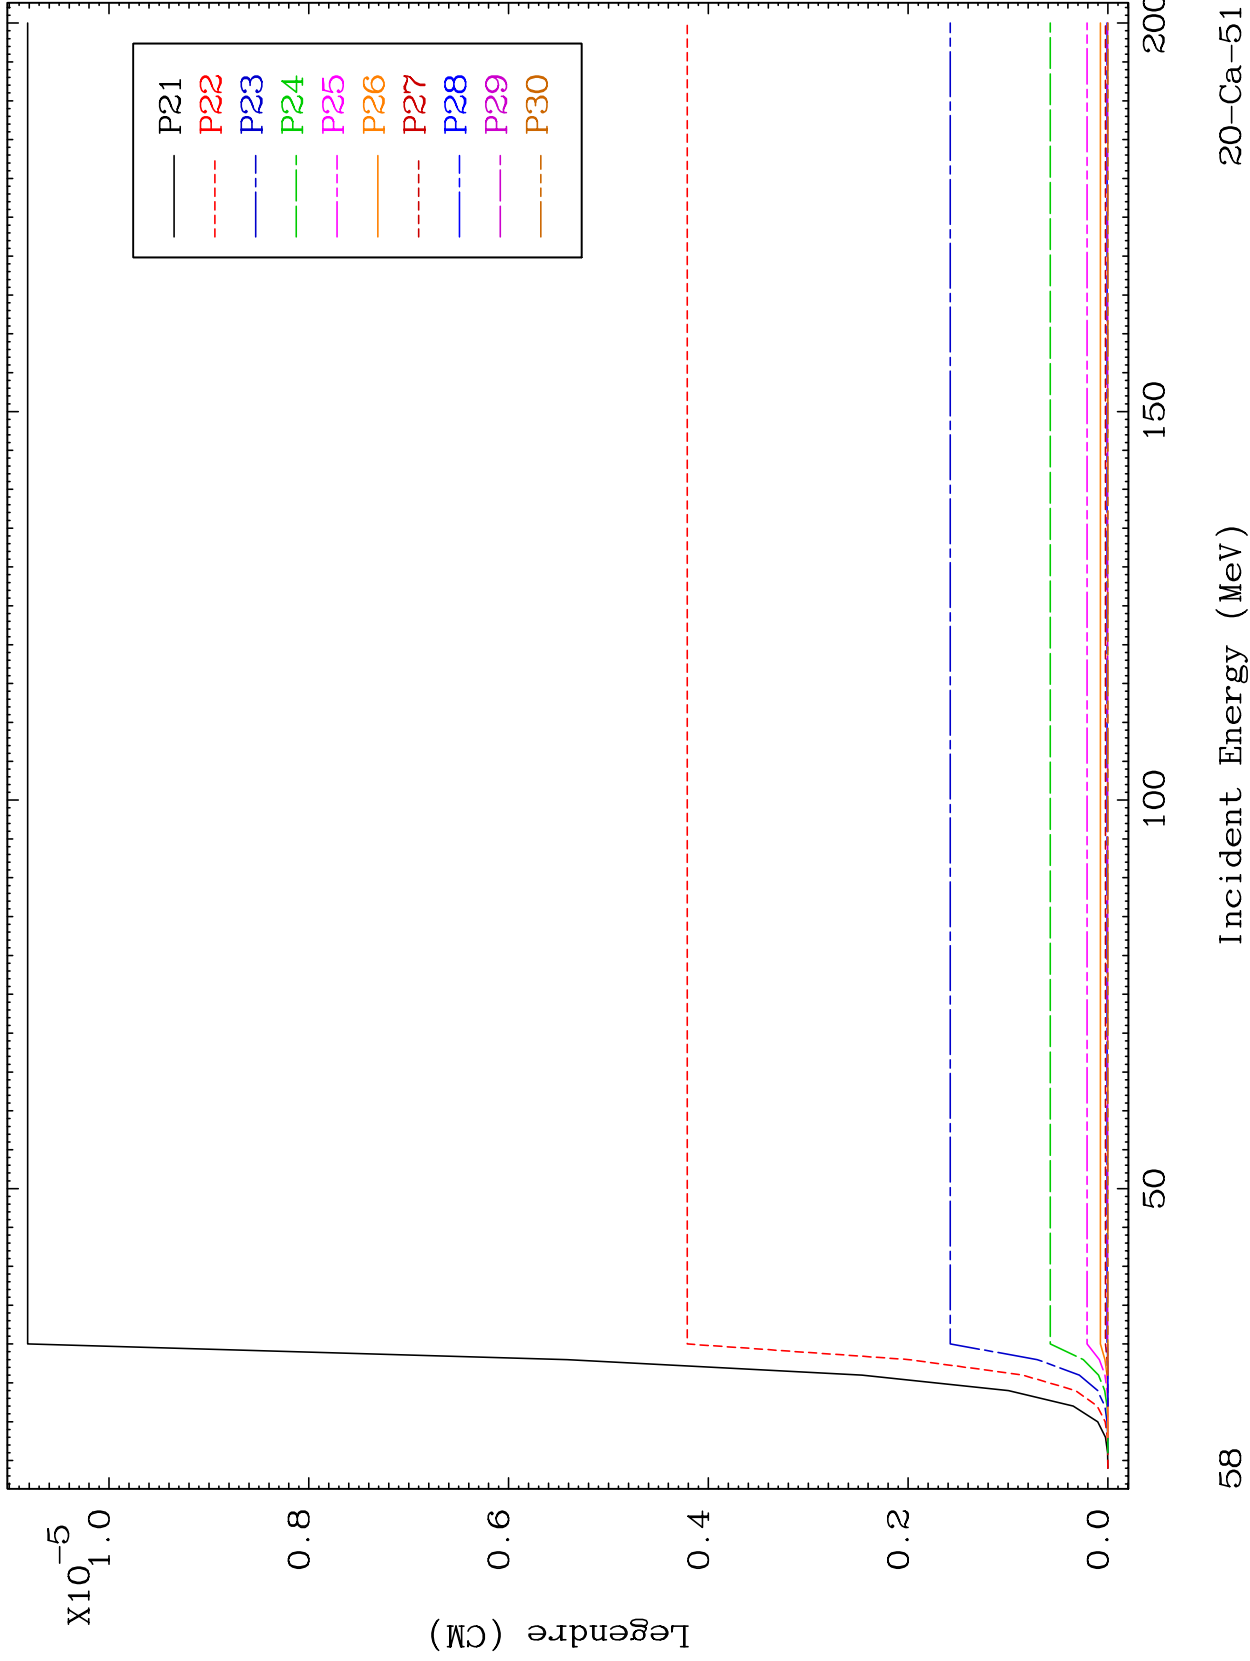 X10-5
1.0
0.8
0.6
0.4
0.2
0.0
Legendre (CM)
P21
P22
P23
P24
P25
P26
P27
P28
P29
P30
50
100
150
200
Incident Energy (MeV)
58
20-Ca-51